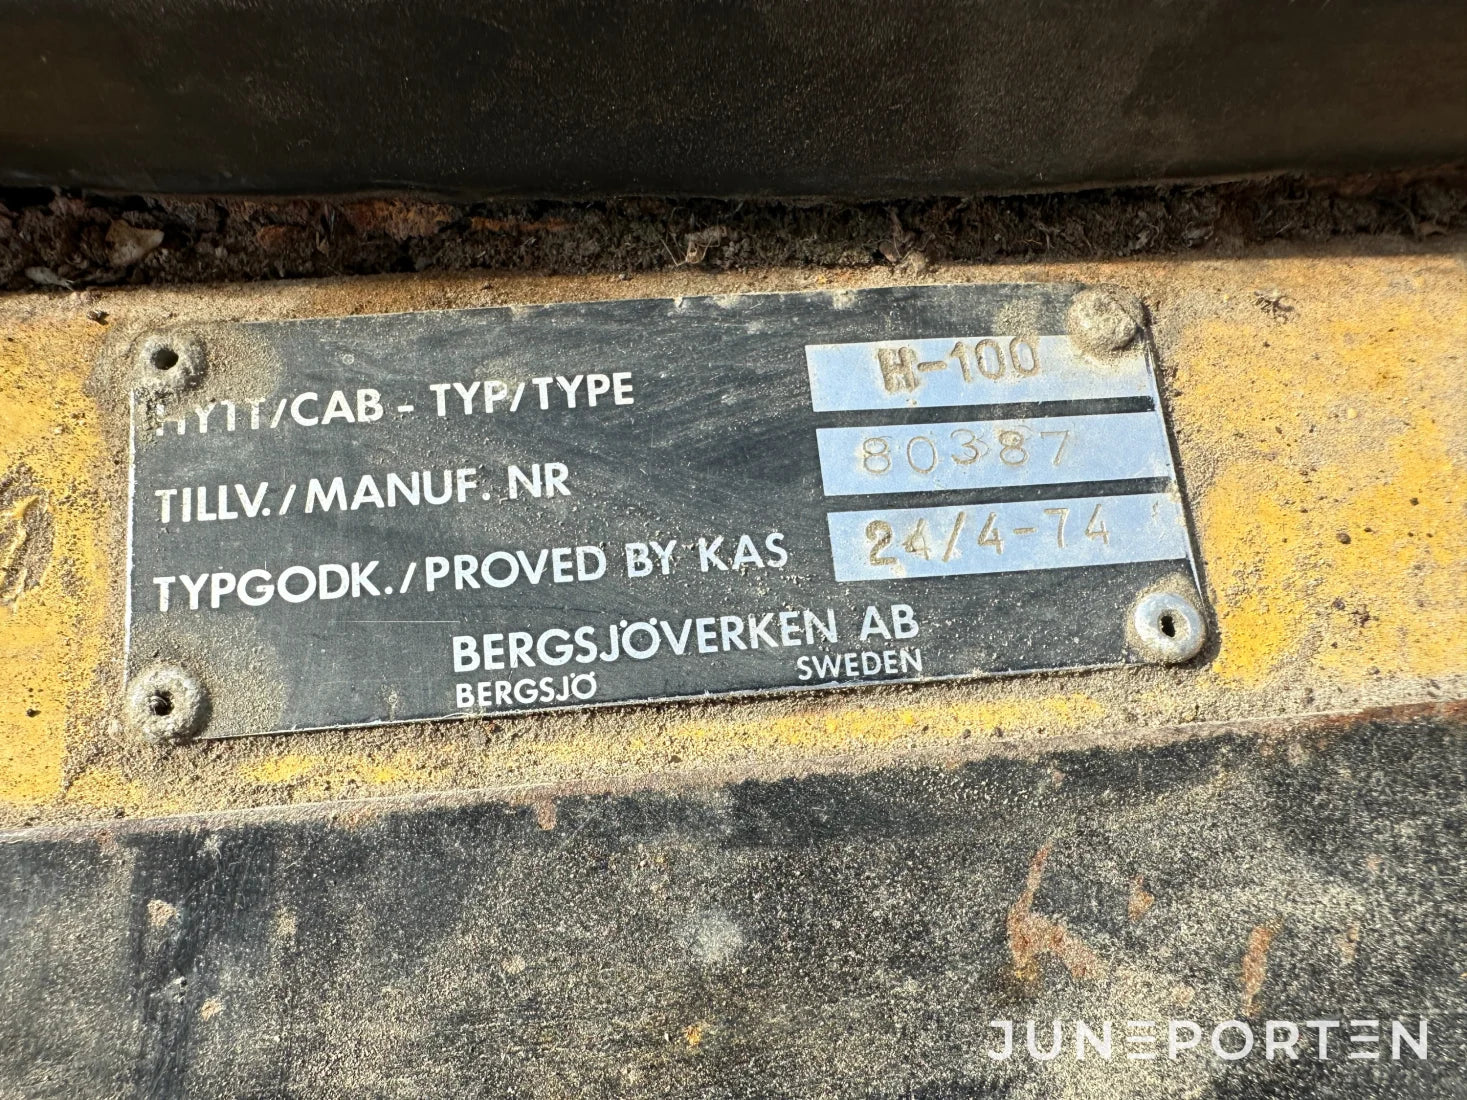 HYTT/CAB - TYP/TYPE H-100
TILLV./MANUF. NR 80387
TYPGODK./PROVED BY KAS 24/4-74
BERGSJÖVERKEN AB
BERGSJÖ SWEDEN
JUNEPORTEN